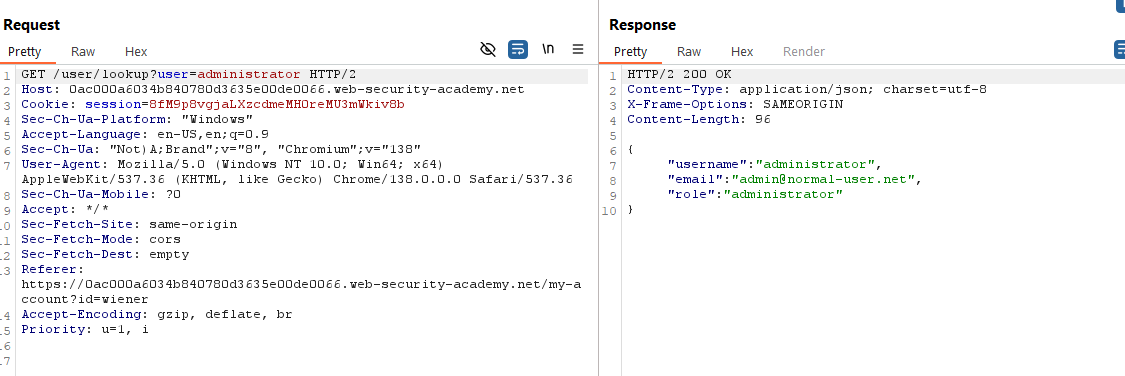 Request
Pretty Raw Hex \n
1 GET /user/lookup?user=administrator HTTP/2
2 Host: 0ac000a6034b840780d3635e00de0066.web-security-academy.net
3 Cookie: session=8fM9p8vgjaLXzcdmeMH0reMU3mWkiv8b
4 Sec-Ch-Ua-Platform: "Windows"
5 Accept-Language: en-US,en;q=0.9
6 Sec-Ch-Ua: "Not)A;Brand";v="8", "Chromium";v="138"
7 User-Agent: Mozilla/5.0 (Windows NT 10.0; Win64; x64)
AppleWebKit/537.36 (KHTML, like Gecko) Chrome/138.0.0.0 Safari/537.36
8 Sec-Ch-Ua-Mobile: ?0
9 Accept: */*
10 Sec-Fetch-Site: same-origin
11 Sec-Fetch-Mode: cors
12 Sec-Fetch-Dest: empty
13 Referer:
https://0ac000a6034b840780d3635e00de0066.web-security-academy.net/my-a
ccount?id=wiener
14 Accept-Encoding: gzip, deflate, br
15 Priority: u=1, i
16
17
Response
Pretty Raw Hex Render
1 HTTP/2 200 OK
2 Content-Type: application/json; charset=utf-8
3 X-Frame-Options: SAMEORIGIN
4 Content-Length: 96
5
6 {
7 "username":"administrator",
8 "email":"admin@normal-user.net",
9 "role":"administrator"
10 }